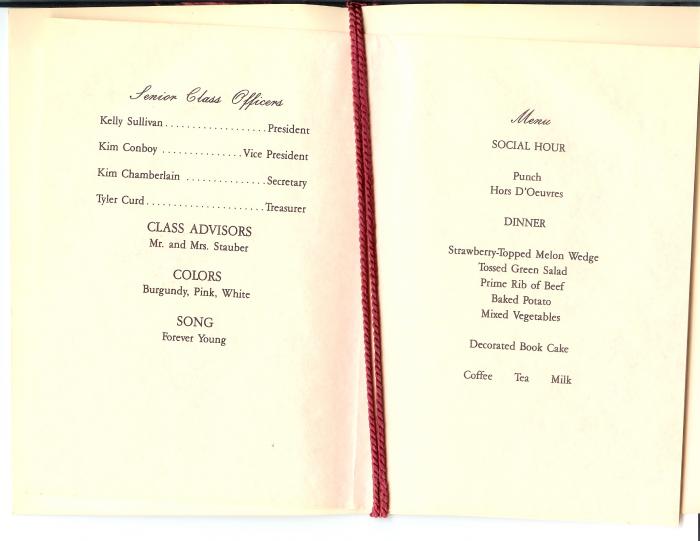 Senior Class Officers
Kelly Sullivan...................President
Kim Conboy ...............Vice President
Kim Chamberlain ...............Secretary
Tyler Curd......................Treasurer
CLASS ADVISORS
Mr. and Mrs. Stauber
COLORS
Burgundy, Pink, White
SONG
Forever Young
Menu
SOCIAL HOUR
Punch
Hors D'Oeuvres
DINNER
Strawberry-Topped Melon Wedge
Tossed Green Salad
Prime Rib of Beef
Baked Potato
Mixed Vegetables
Decorated Book Cake
Coffee Tea Milk